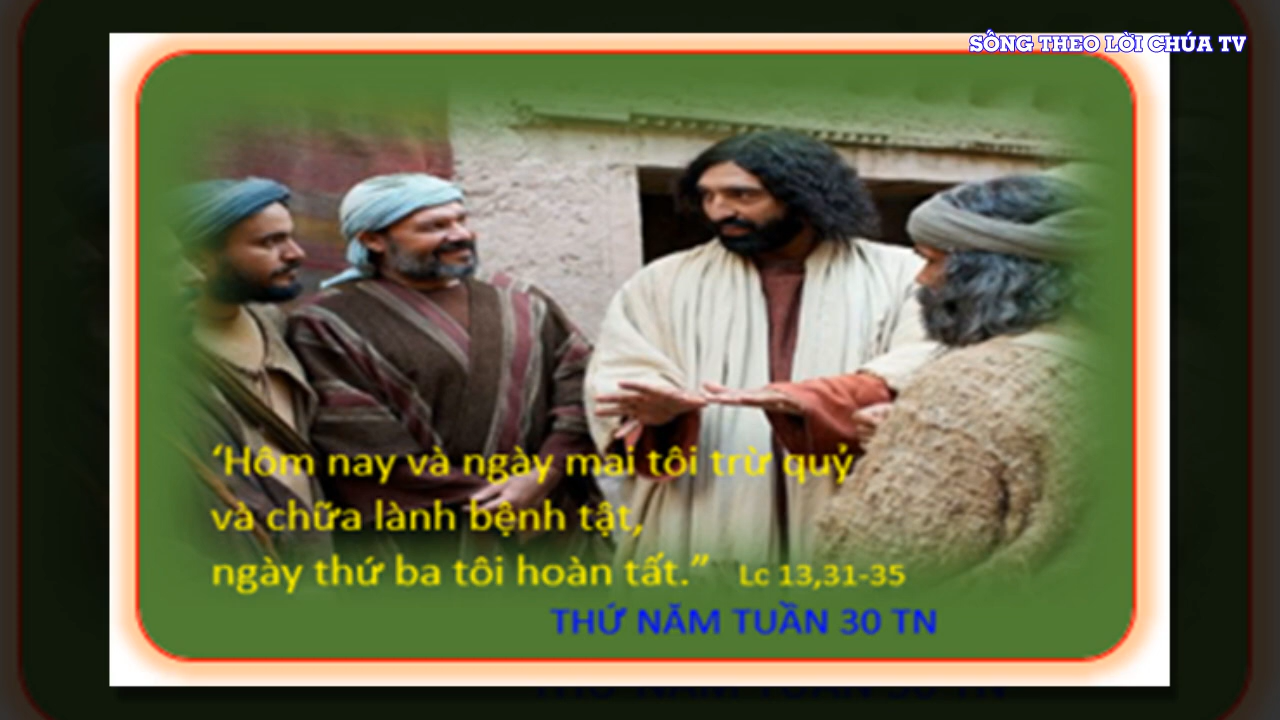 SỐNG THEO LỜI CHÚA TV
‘Hôm nay và ngày mai tôi trừ quỷ
và chữa lành bệnh tật,
ngày thứ ba tôi hoàn tất.” Lc 13,31-35
THỨ NĂM TUẦN 30 TN